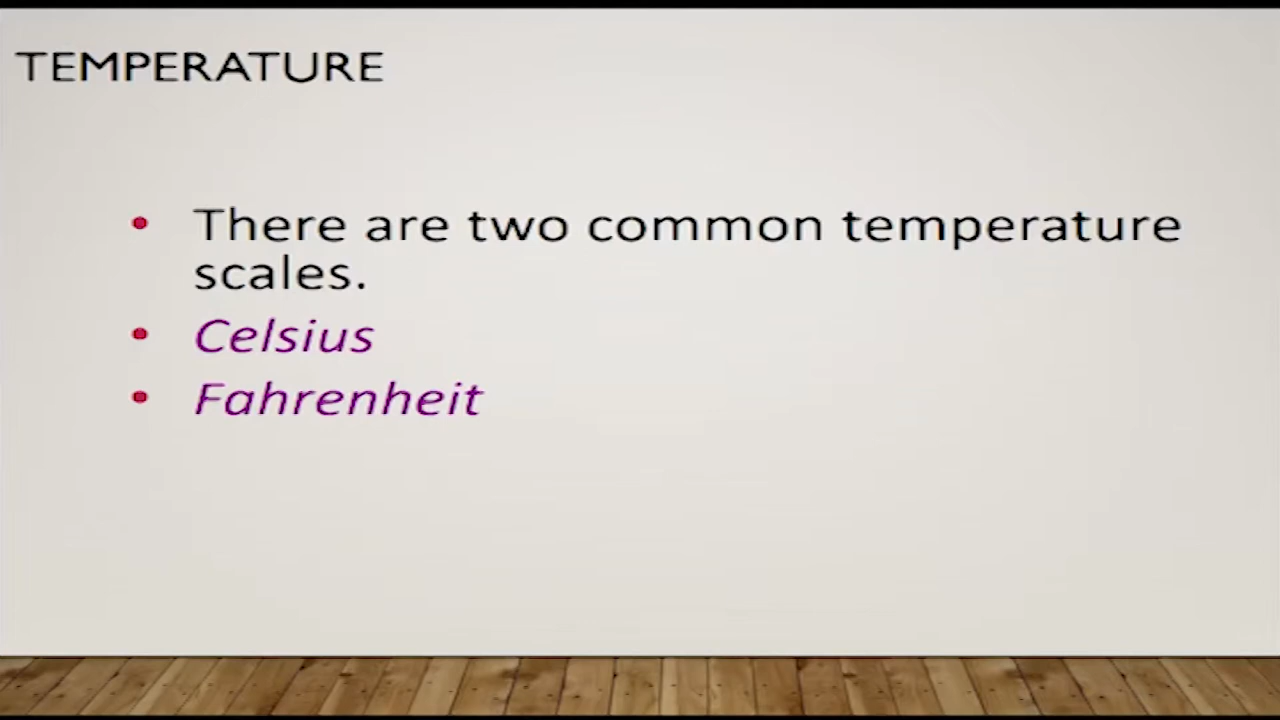 TEMPERATURE
• There are two common temperature
scales.
• Celsius
• Fahrenheit